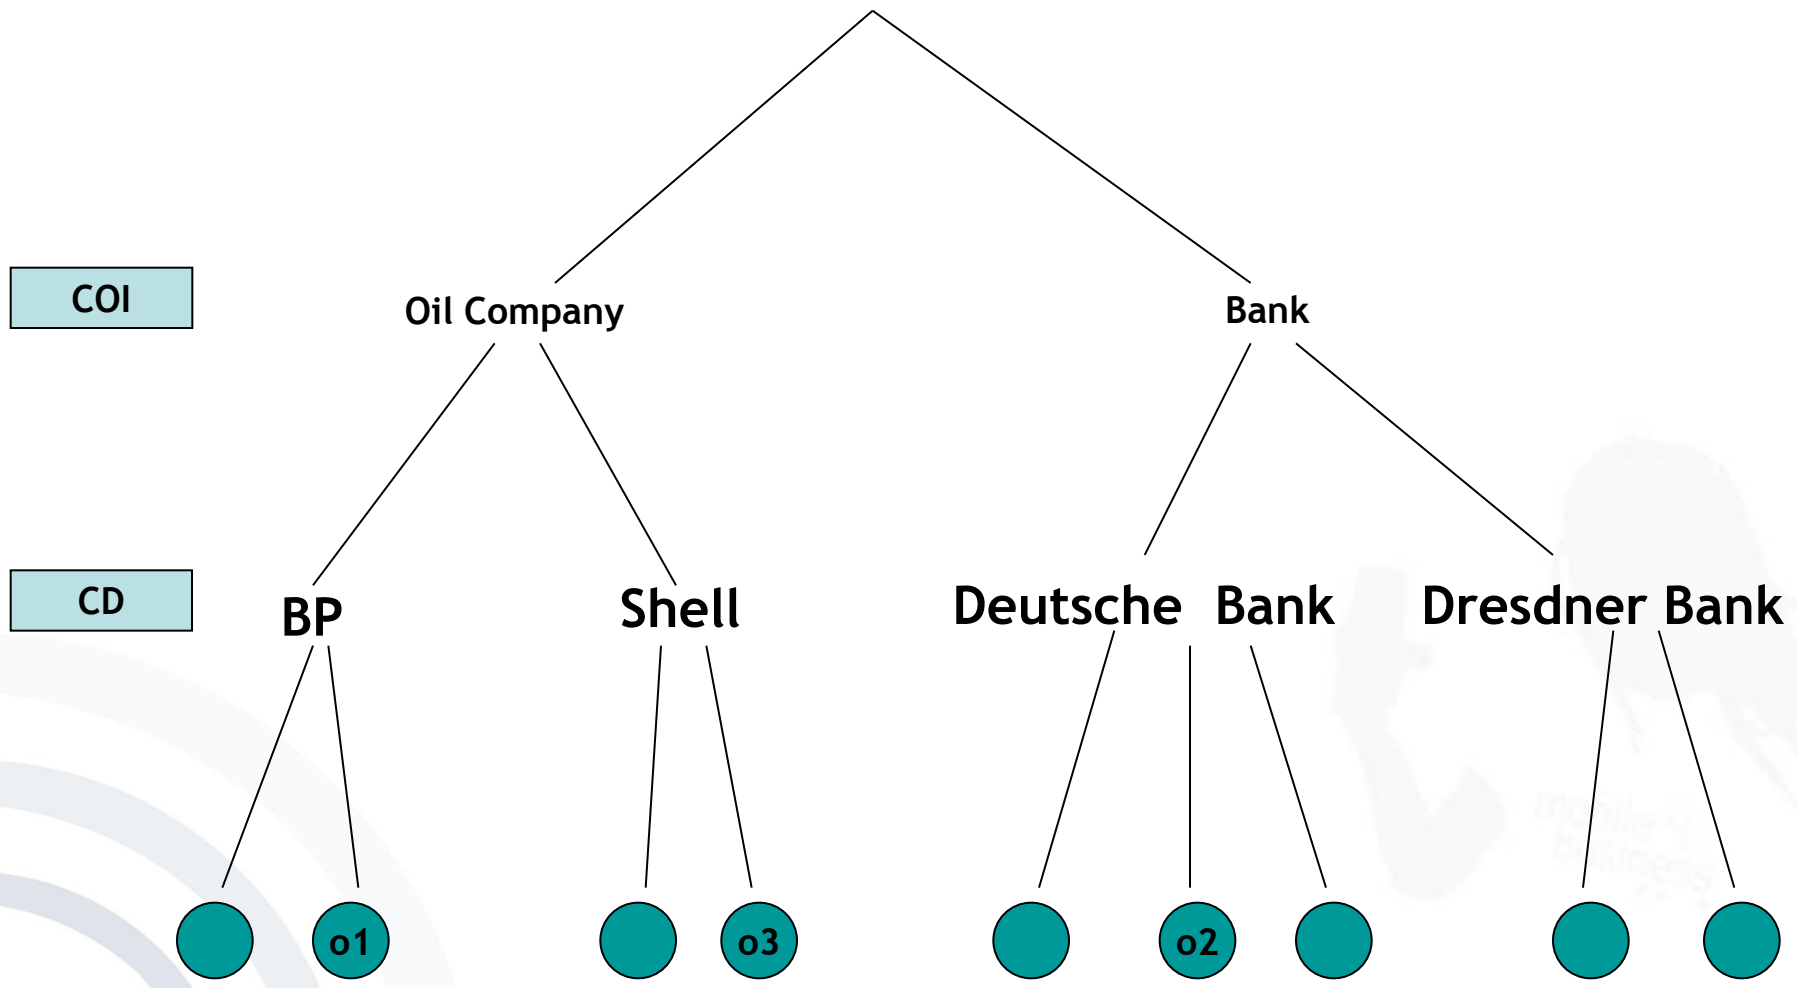 COI
Oil Company
Bank
CD
BP
Shell
Deutsche Bank
Dresdner Bank
o1
o3
o2